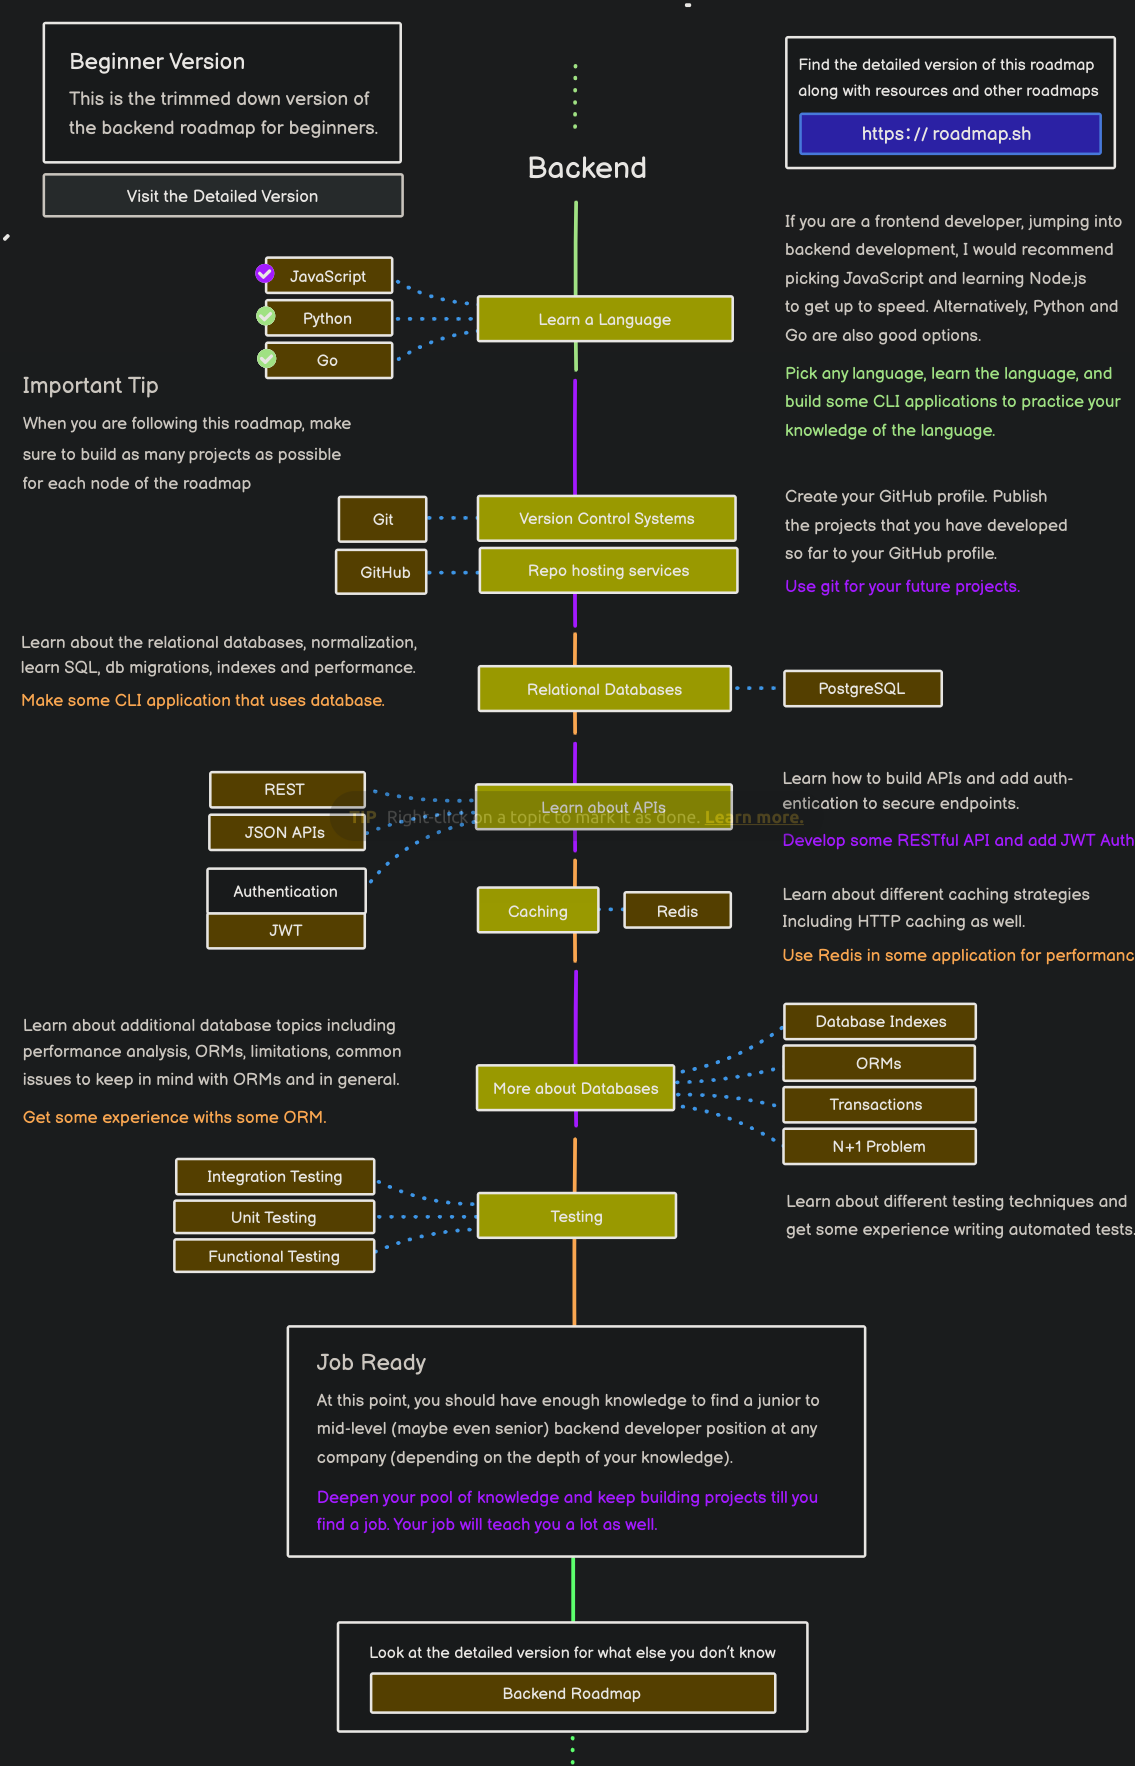 Beginner Version
This is the trimmed down version of
the backend roadmap for beginners.
Visit the Detailed Version
Find the detailed version of this roadmap
along with resources and other roadmaps
https://roadmap.sh
Backend
If you are a frontend developer, jumping into
backend development, I would recommend
picking JavaScript and learning Node.js
to get up to speed. Alternatively, Python and
Go are also good options.
Pick any language, learn the language, and
build some CLI applications to practice your
knowledge of the language.
JavaScript
Python
Go
Learn a Language
Important Tip
When you are following this roadmap, make
sure to build as many projects as possible
for each node of the roadmap
Git
Version Control Systems
GitHub
Repo hosting services
Create your GitHub profile. Publish
the projects that you have developed
so far to your GitHub profile.
Use git for your future projects.
Learn about the relational databases, normalization,
learn SQL, db migrations, indexes and performance.
Make some CLI application that uses database.
Relational Databases
PostgreSQL
REST
JSON APIs
Authentication
JWT
Learn about APIs
TIP Right-click on a topic to mark it as done. Learn more.
Learn how to build APIs and add auth-
entication to secure endpoints.
Develop some RESTful API and add JWT Auth
Caching
Redis
Learn about different caching strategies
Including HTTP caching as well.
Use Redis in some application for performanc
Learn about additional database topics including
performance analysis, ORMs, limitations, common
issues to keep in mind with ORMs and in general.
Get some experience withs some ORM.
More about Databases
Database Indexes
ORMs
Transactions
N+1 Problem
Integration Testing
Unit Testing
Functional Testing
Testing
Learn about different testing techniques and
get some experience writing automated tests.
Job Ready
At this point, you should have enough knowledge to find a junior to
mid-level (maybe even senior) backend developer position at any
company (depending on the depth of your knowledge).
Deepen your pool of knowledge and keep building projects till you
find a job. Your job will teach you a lot as well.
Look at the detailed version for what else you don't know
Backend Roadmap